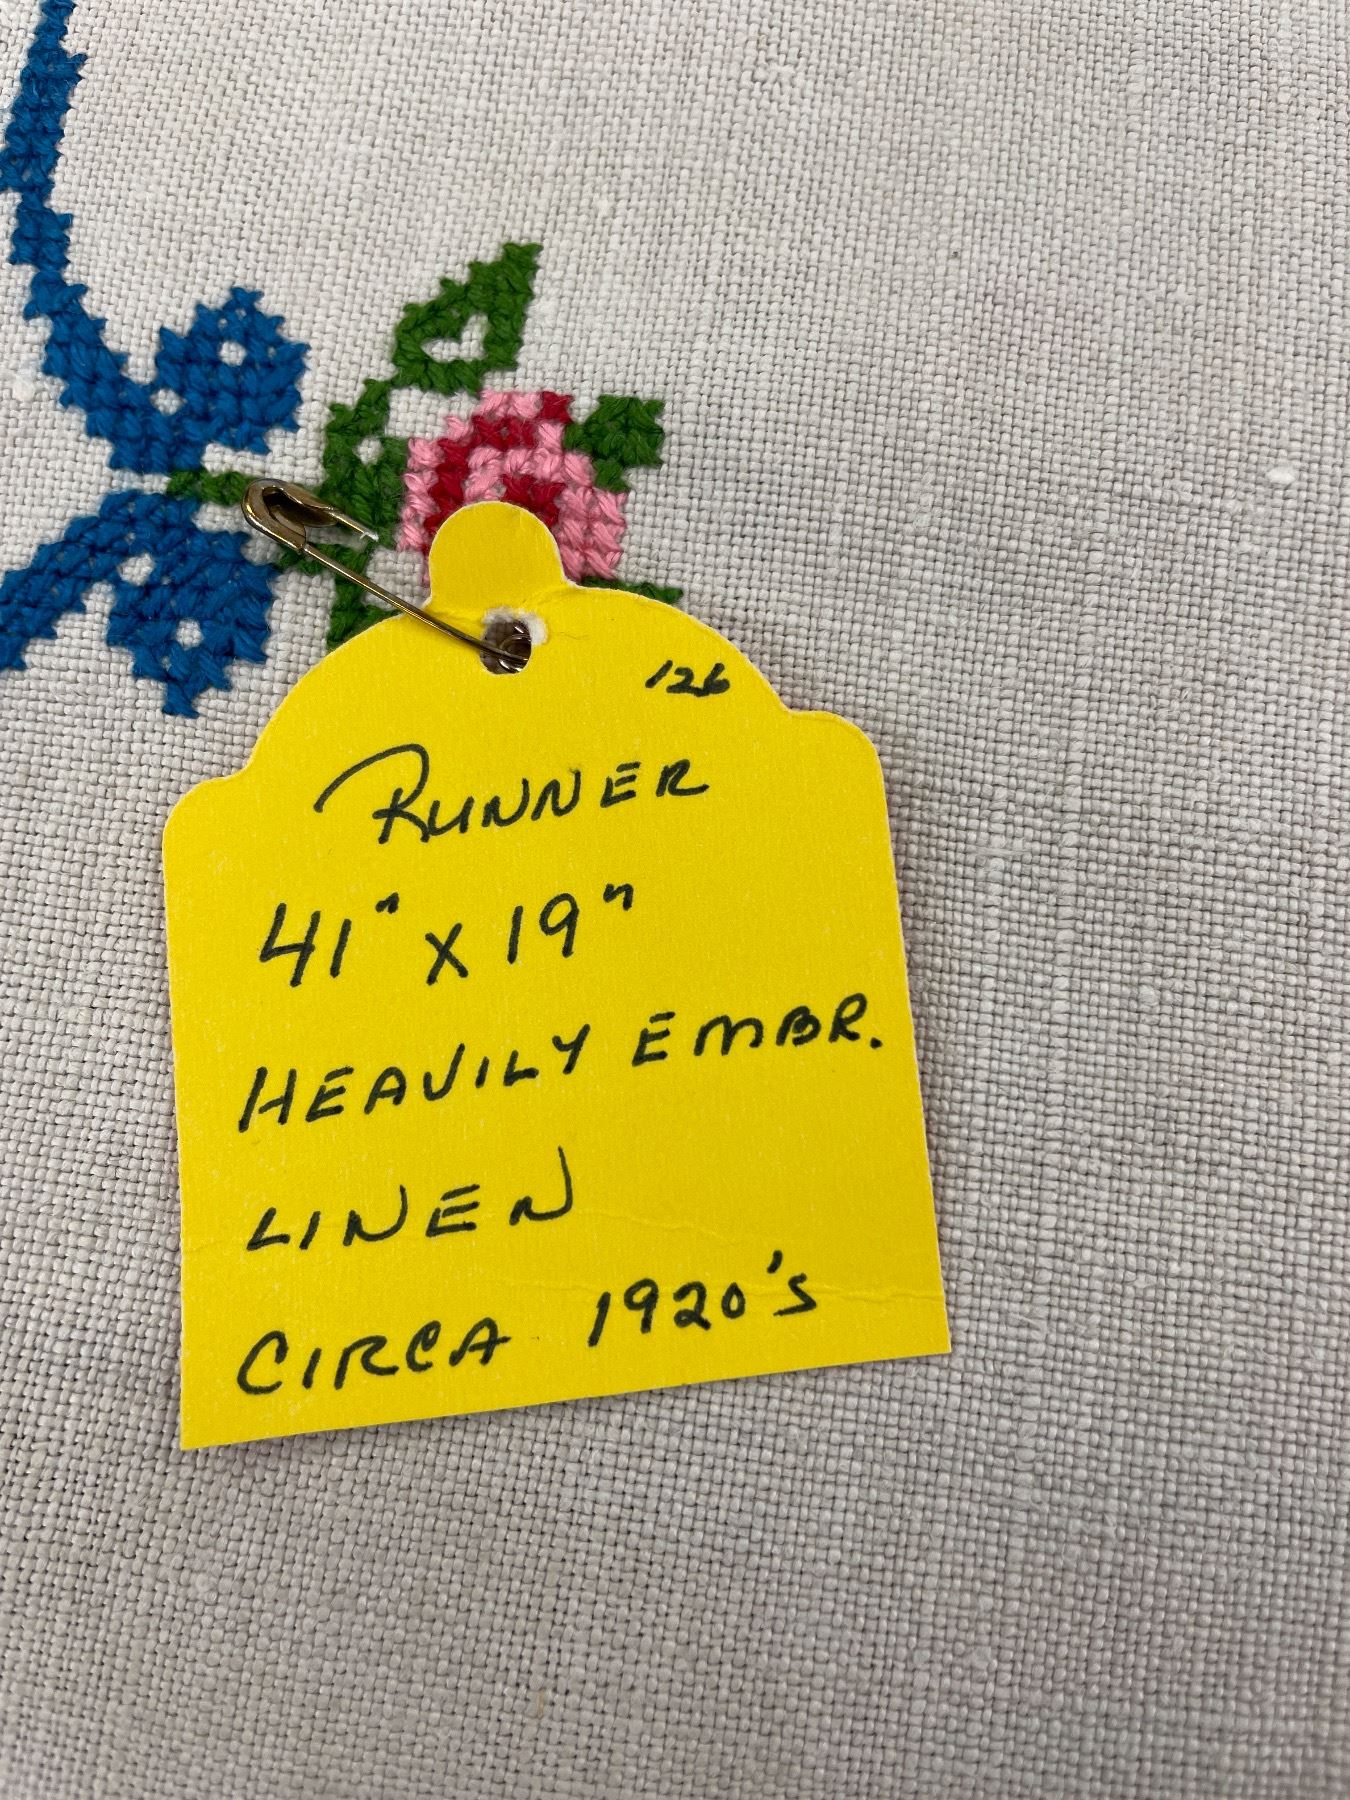 126
RUNNER
41" x 19"
HEAVILY EMBR.
LINEN
CIRCA 1920's